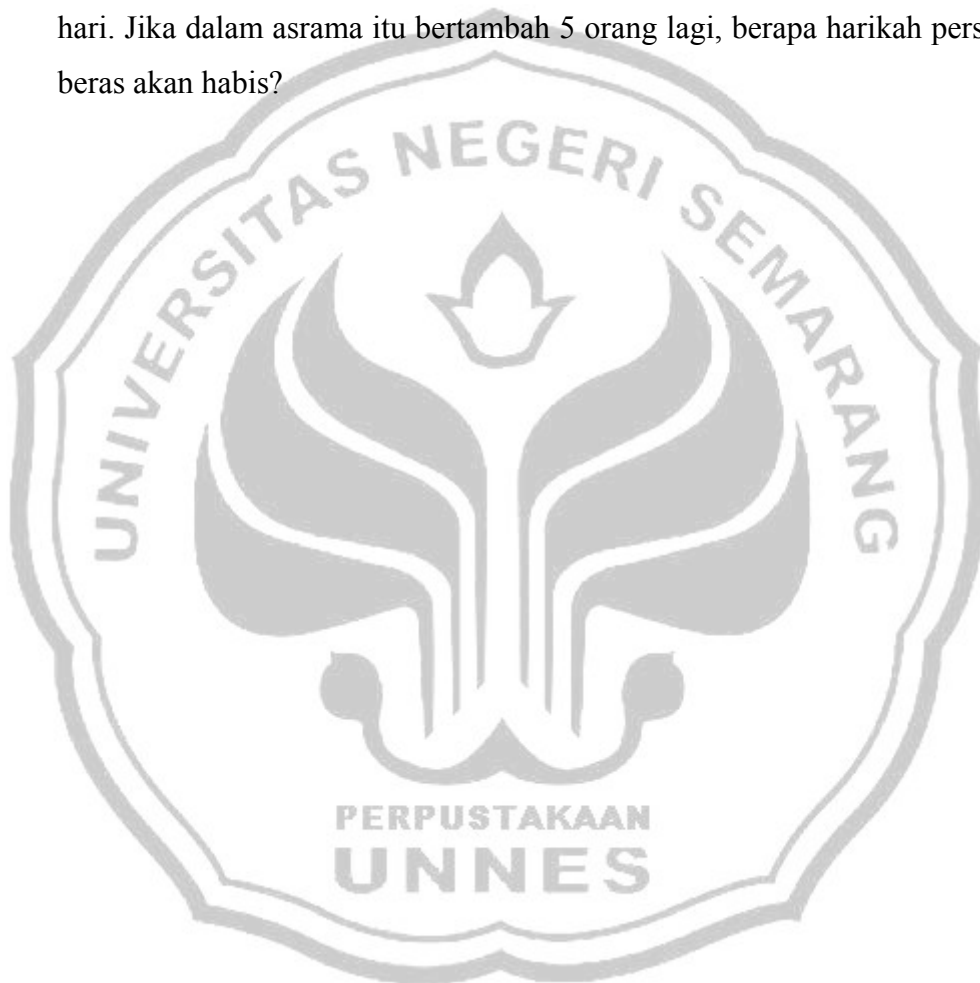 hari. Jika dalam asrama itu bertambah 5 orang lagi, berapa harikah pers
beras akan habis?
UNIVERSITAS NEGERI SEMARANG
PERPUSTAKAAN
UNNES